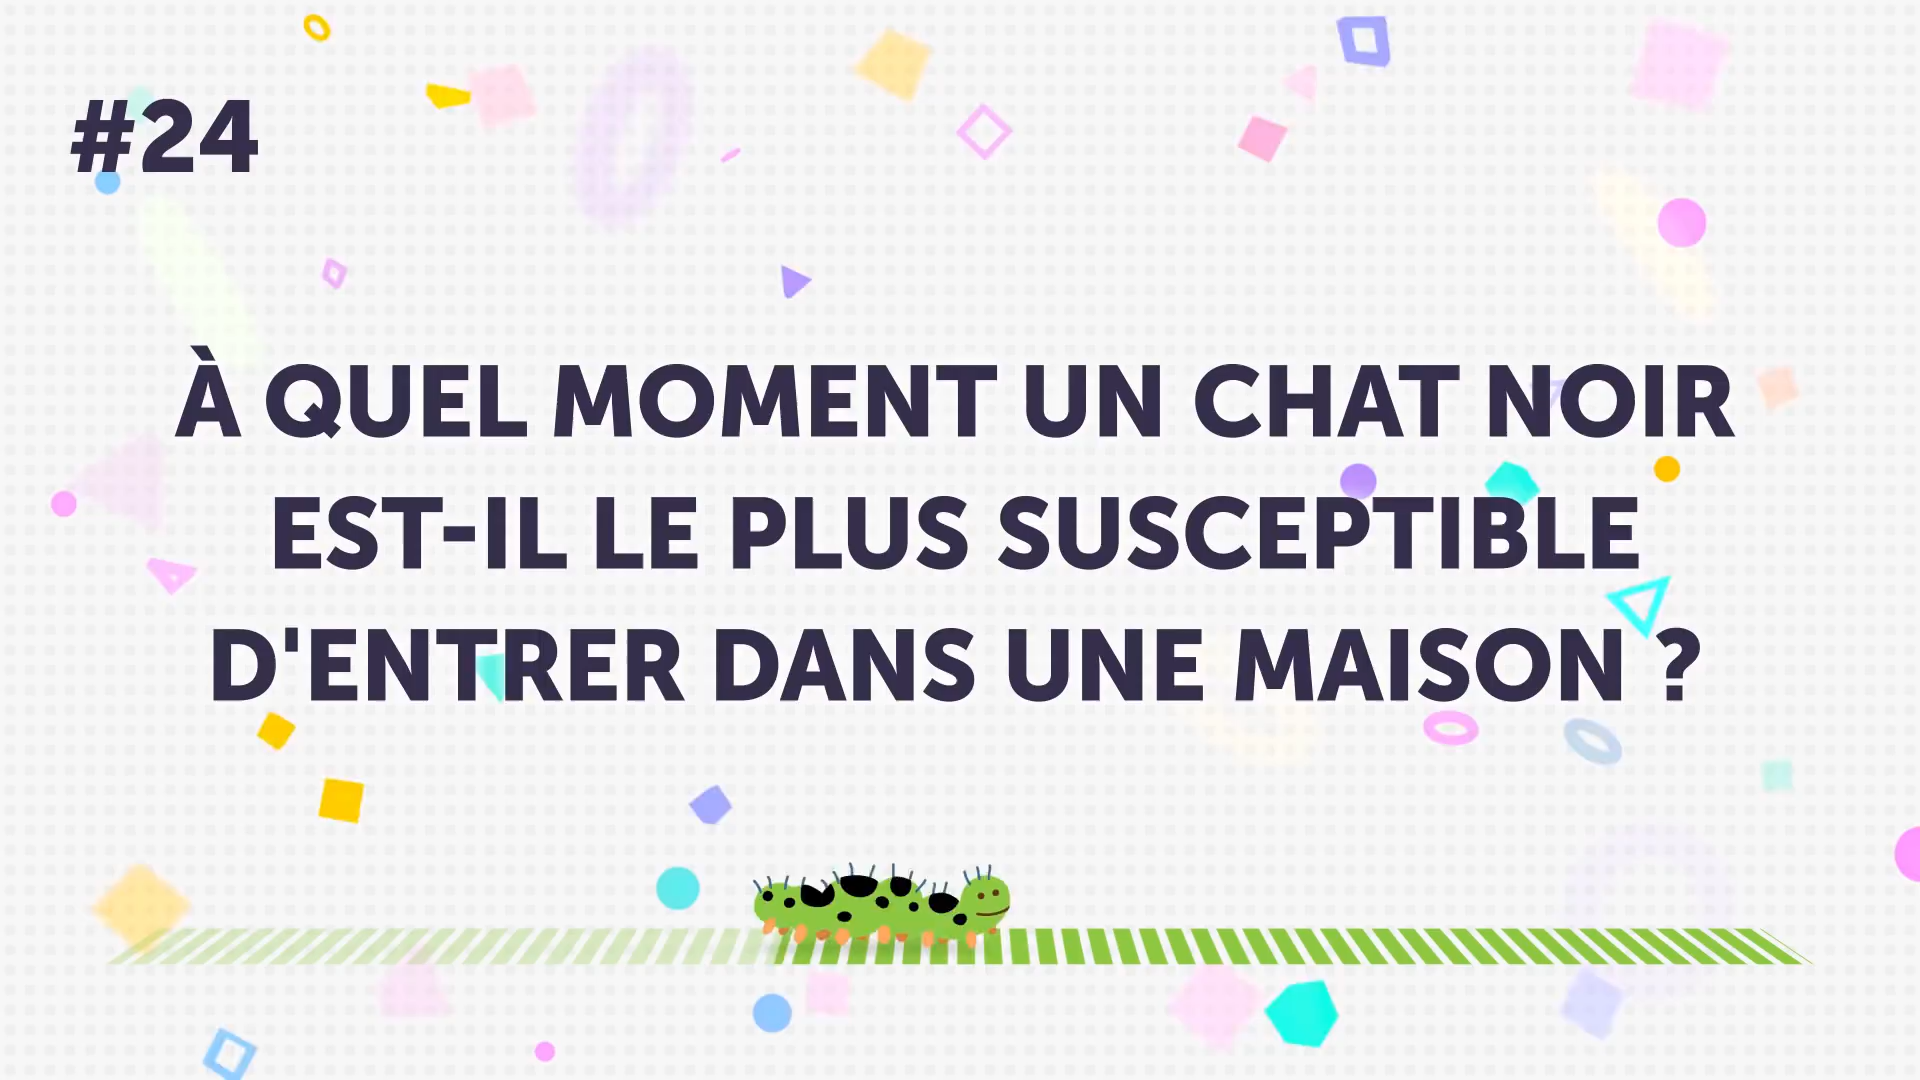 #24
À QUEL MOMENT UN CHAT NOIR
EST-IL LE PLUS SUSCEPTIBLE
D'ENTRER DANS UNE MAISON ?